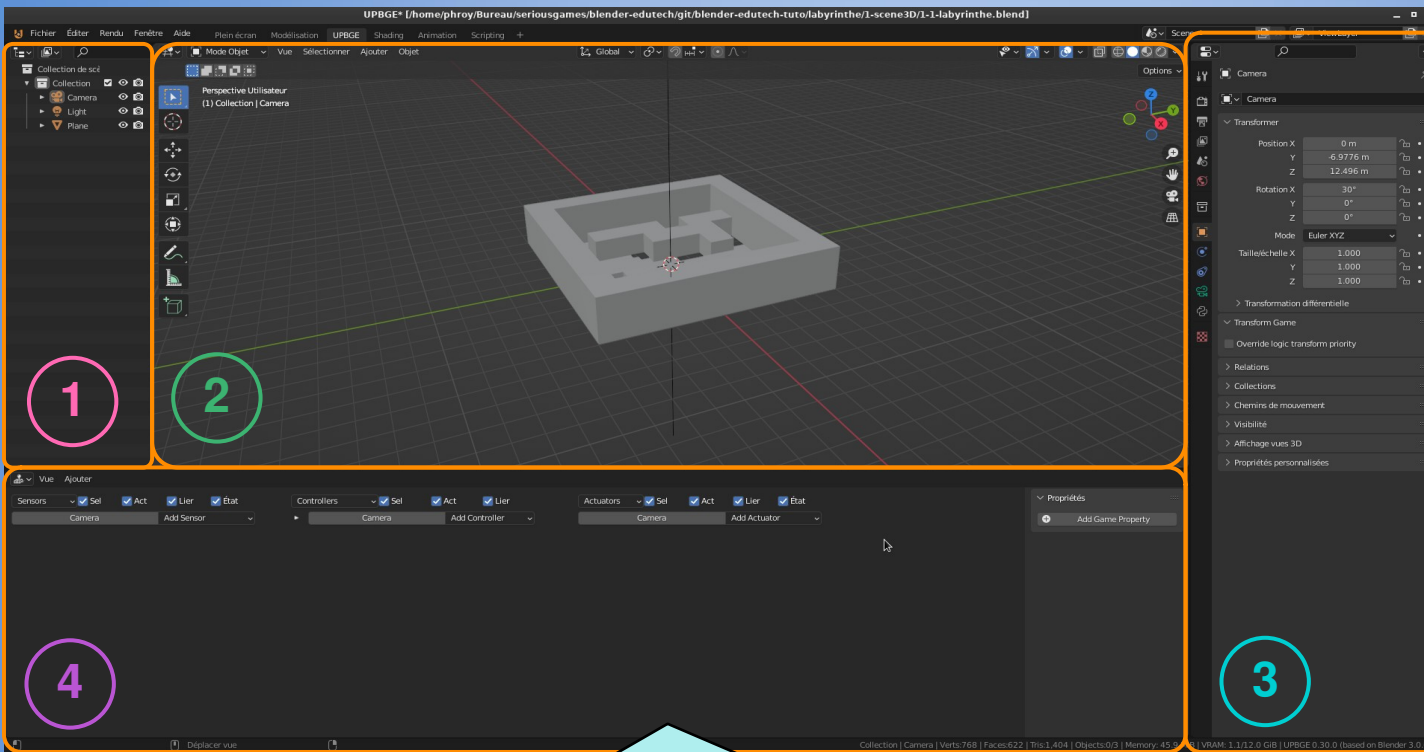 UPBGE* [/home/phroy/Bureau/seriousgames/blender-edutech/git/blender-edutech-tuto/labyrinthe/1-scene3D/1-1-labyrinthe.blend]
Fichier Éditer Rendu Fenêtre Aide Plein écran Modélisation UPBGE Shading Animation Scripting + Scene ViewLayer
Mode Objet Vue Sélectionner Ajouter Objet Global
Options
Collection de scè
Collection
Camera
Light
Plane
Perspective Utilisateur
(1) Collection | Camera
Z
Y
X
1
2
Camera
Camera
Transformer
Position X 0 m
Y -6.9776 m
Z 12.496 m
Rotation X 30°
Y 0°
Z 0°
Mode Euler XYZ
Taille/échelle X 1.000
Y 1.000
Z 1.000
Transformation différentielle
Transform Game
Override logic transform priority
Relations
Collections
Chemins de mouvement
Visibilité
Affichage vues 3D
Propriétés personnalisées
3
Vue Ajouter
Sensors Sel Act Lier État Controllers Sel Act Lier Actuators Sel Act Lier État
Camera Add Sensor Camera Add Controller Camera Add Actuator
Propriétés
Add Game Property
4
Déplacer vue
Collection | Camera | Verts:768 | Faces:622 | Tris:1,404 | Objects:0/3 | Memory: 45.9 | VRAM: 1.1/12.0 GiB | UPBGE 0.30.0 (based on Blender 3.0